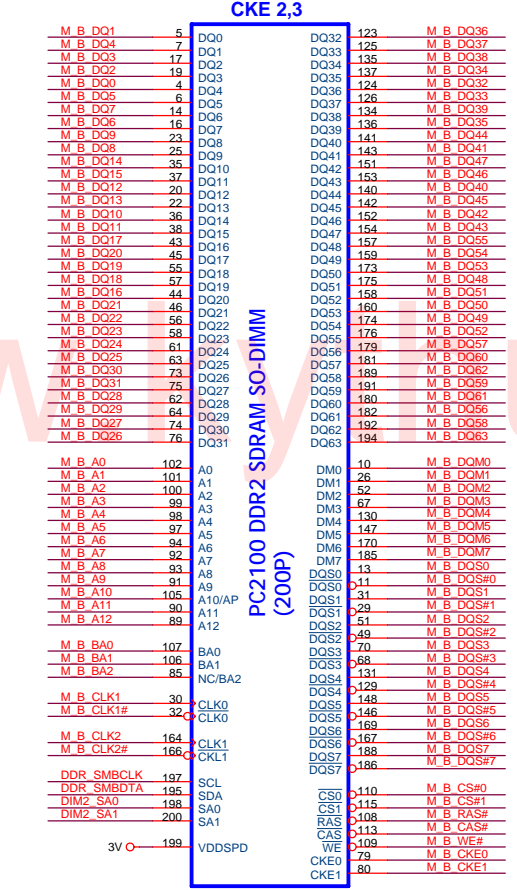 CKE 2,3
M_B_DQ1 5 DQ0 DQ32 123 M_B_DQ36
M_B_DQ4 7 DQ1 DQ33 125 M_B_DQ37
M_B_DQ3 17 DQ2 DQ34 135 M_B_DQ38
M_B_DQ2 19 DQ3 DQ35 137 M_B_DQ34
M_B_DQ0 4 DQ4 DQ36 124 M_B_DQ32
M_B_DQ5 6 DQ5 DQ37 126 M_B_DQ33
M_B_DQ7 14 DQ6 DQ38 134 M_B_DQ39
M_B_DQ6 16 DQ7 DQ39 136 M_B_DQ35
M_B_DQ9 23 DQ8 DQ40 141 M_B_DQ44
M_B_DQ8 25 DQ9 DQ41 143 M_B_DQ41
M_B_DQ14 35 DQ10 DQ42 151 M_B_DQ47
M_B_DQ15 37 DQ11 DQ43 153 M_B_DQ46
M_B_DQ12 20 DQ12 DQ44 140 M_B_DQ40
M_B_DQ13 22 DQ13 DQ45 142 M_B_DQ45
M_B_DQ10 36 DQ14 DQ46 152 M_B_DQ42
M_B_DQ11 38 DQ15 DQ47 154 M_B_DQ43
M_B_DQ17 43 DQ16 DQ48 157 M_B_DQ55
M_B_DQ20 45 DQ17 DQ49 159 M_B_DQ54
M_B_DQ19 55 DQ18 DQ50 173 M_B_DQ53
M_B_DQ18 57 DQ19 DQ51 175 M_B_DQ48
M_B_DQ16 44 DQ20 DQ52 158 M_B_DQ51
M_B_DQ21 46 DQ21 DQ53 160 M_B_DQ50
M_B_DQ22 56 DQ22 DQ54 174 M_B_DQ49
M_B_DQ23 58 DQ23 DQ55 176 M_B_DQ52
M_B_DQ24 61 DQ24 DQ56 179 M_B_DQ57
M_B_DQ25 63 DQ25 DQ57 181 M_B_DQ60
M_B_DQ30 73 DQ26 DQ58 189 M_B_DQ62
M_B_DQ31 75 DQ27 DQ59 191 M_B_DQ59
M_B_DQ28 62 DQ28 DQ60 180 M_B_DQ61
M_B_DQ29 64 DQ29 DQ61 182 M_B_DQ56
M_B_DQ27 74 DQ30 DQ62 192 M_B_DQ58
M_B_DQ26 76 DQ31 DQ63 194 M_B_DQ63
PC2100 DDR2 SDRAM SO-DIMM
(200P)
M_B_A0 102 A0 DM0 10 M_B_DQM0
M_B_A1 101 A1 DM1 26 M_B_DQM1
M_B_A2 100 A2 DM2 52 M_B_DQM2
M_B_A3 99 A3 DM3 67 M_B_DQM3
M_B_A4 98 A4 DM4 130 M_B_DQM4
M_B_A5 97 A5 DM5 147 M_B_DQM5
M_B_A6 94 A6 DM6 170 M_B_DQM6
M_B_A7 92 A7 DM7 185 M_B_DQM7
M_B_A8 93 A8 DQS0 13 M_B_DQS0
M_B_A9 91 A9 DQS0 11 M_B_DQS#0
M_B_A10 105 A10/AP DQS1 31 M_B_DQS1
M_B_A11 90 A11 DQS1 29 M_B_DQS#1
M_B_A12 89 A12 DQS2 51 M_B_DQS2
DQS2 49 M_B_DQS#2
M_B_BA0 107 BA0 DQS3 70 M_B_DQS3
M_B_BA1 106 BA1 DQS3 68 M_B_DQS#3
M_B_BA2 85 NC/BA2 DQS4 131 M_B_DQS4
DQS4 129 M_B_DQS#4
M_B_CLK1 30 CLK0 DQS5 148 M_B_DQS5
M_B_CLK1# 32 CLK0 DQS5 146 M_B_DQS#5
DQS6 169 M_B_DQS6
M_B_CLK2 164 CLK1 DQS6 167 M_B_DQS#6
M_B_CLK2# 166 CKL1 DQS7 188 M_B_DQS7
DQS7 186 M_B_DQS#7
DDR_SMBCLK 197 SCL
DDR_SMBDTA 195 SDA CS0 110 M_B_CS#0
DIM2_SA0 198 SA0 CS1 115 M_B_CS#1
DIM2_SA1 200 SA1 RAS 108 M_B_RAS#
CAS 113 M_B_CAS#
3V 199 VDDSPD WE 109 M_B_WE#
CKE0 79 M_B_CKE0
CKE1 80 M_B_CKE1